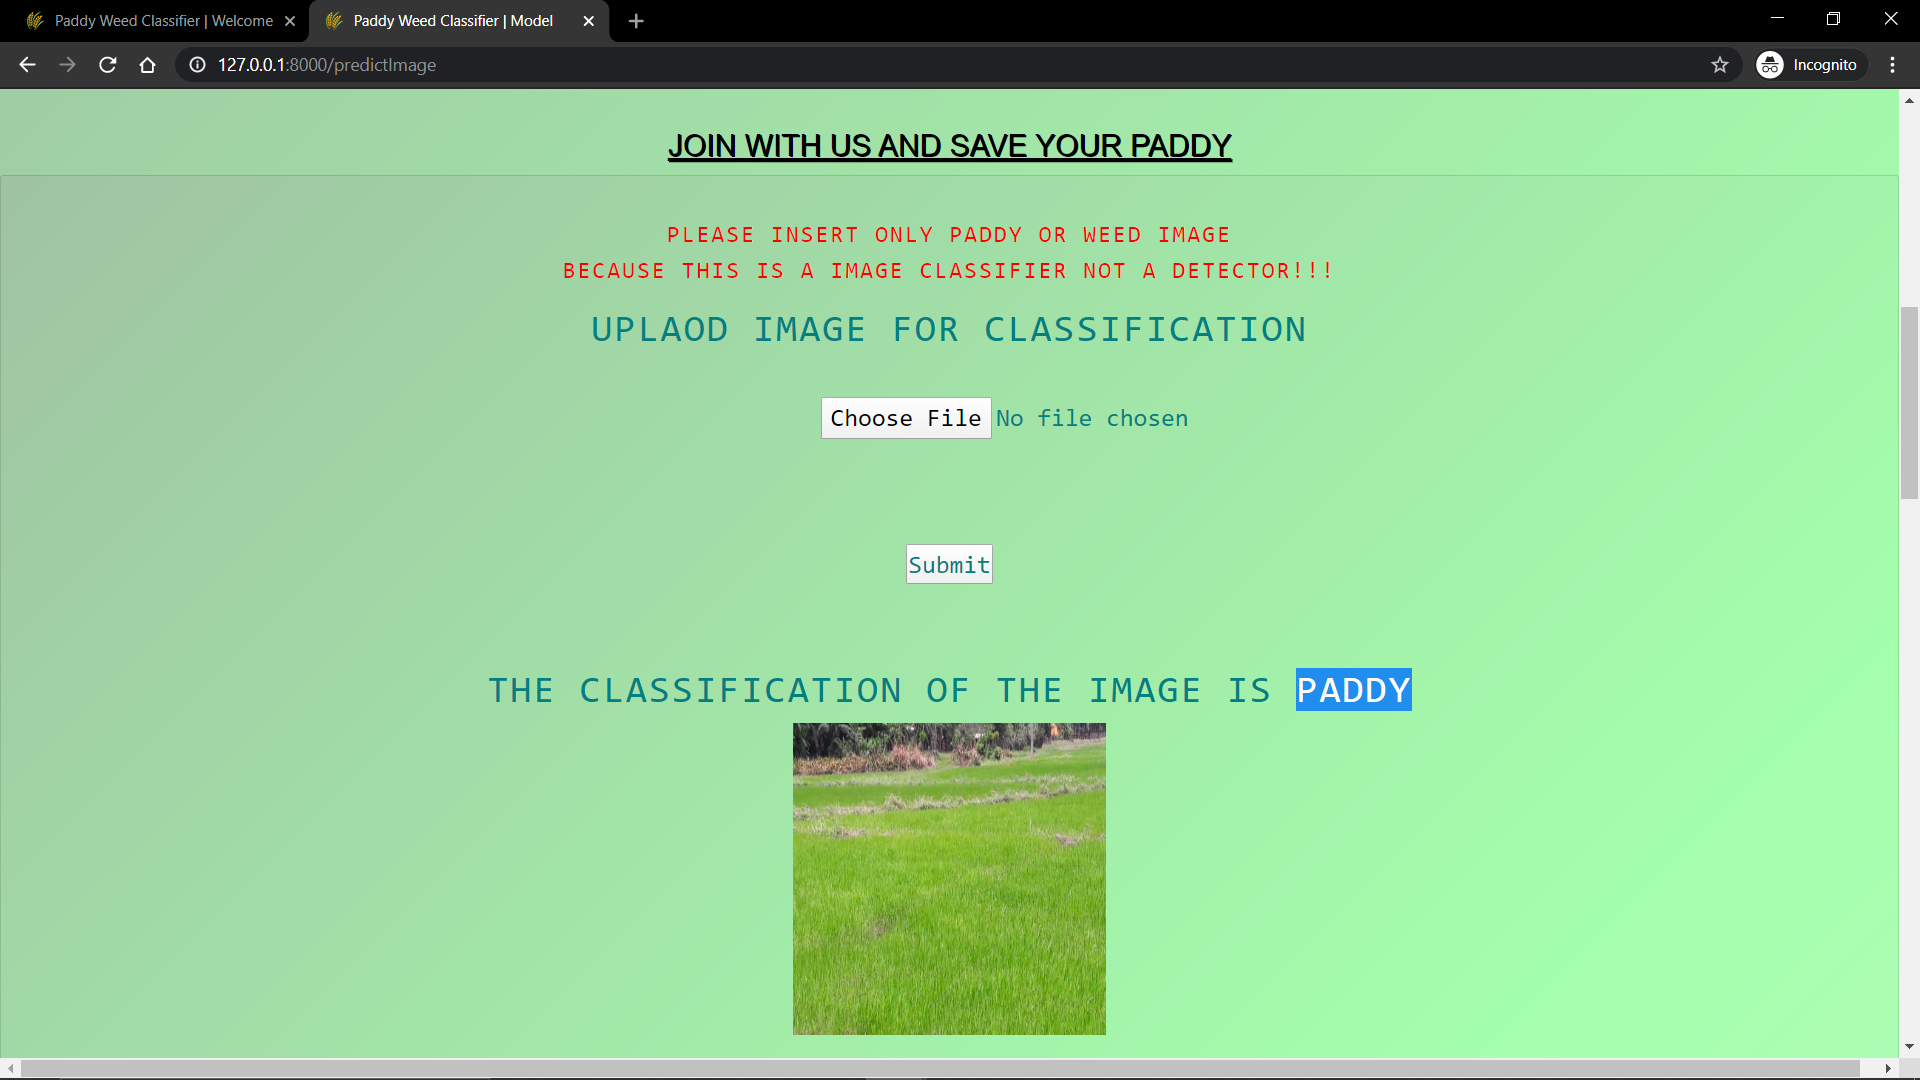 Paddy Weed Classifier | Welcome
Paddy Weed Classifier | Model
127.0.0.1:8000/predictImage
Incognito
JOIN WITH US AND SAVE YOUR PADDY
PLEASE INSERT ONLY PADDY OR WEED IMAGE
BECAUSE THIS IS A IMAGE CLASSIFIER NOT A DETECTOR!!!
UPLAOD IMAGE FOR CLASSIFICATION
Choose File No file chosen
Submit
THE CLASSIFICATION OF THE IMAGE IS PADDY